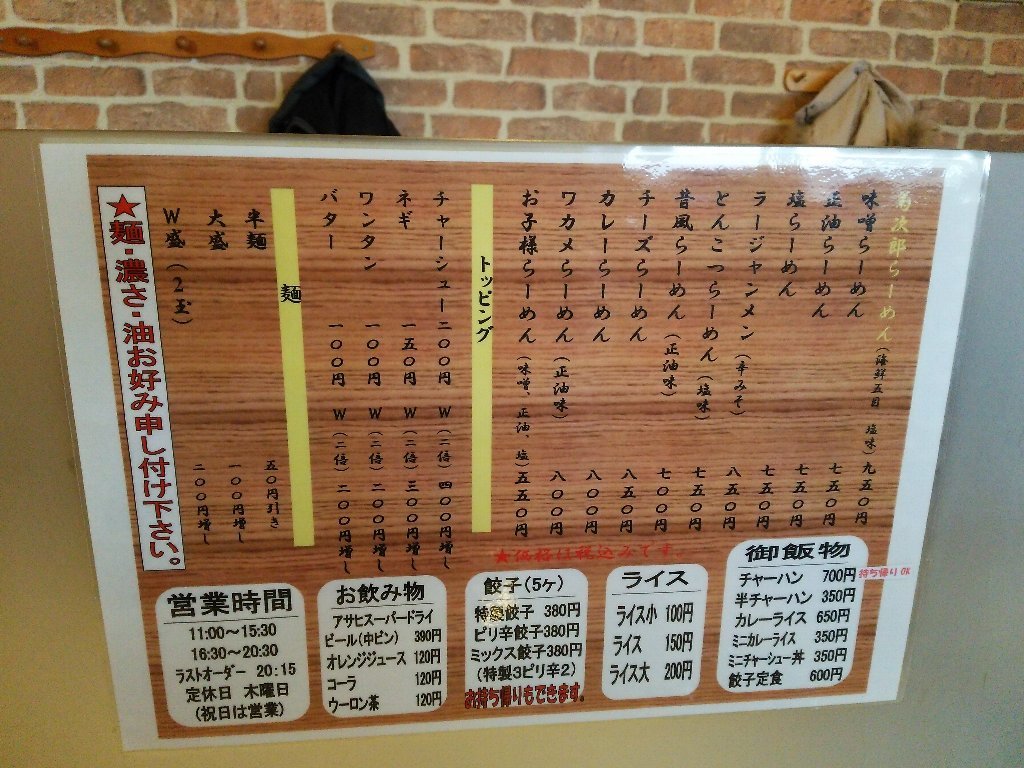 次郎らーめん(海鮮五目 塩味)九五〇円
味噌らーめん 七五〇円
正油らーめん 七五〇円
塩らーめん 七五〇円
ラージャンメン(辛みそ) 八五〇円
とんこつらーめん(塩味) 七五〇円
昔風らーめん(正油味) 七〇〇円
チーズらーめん 八五〇円
カレーらーめん 八〇〇円
ワカメらーめん(正油味) 八〇〇円
お子様らーめん(味噌、正油、塩)五五〇円
トッピング
チャーシュー 二〇〇円 W(二倍)四〇〇円増し
ネギ 一五〇円 W(二倍)三〇〇円増し
ワンタン 一〇〇円 W(二倍)二〇〇円増し
バター 一〇〇円 W(二倍)二〇〇円増し
麺
半麺 五〇円引き
大盛 一〇〇円増し
W盛(2玉) 二〇〇円増し
★麺・濃さ・油お好み申し付け下さい。
★価格は税込みです。
営業時間
11:00～15:30
16:30～20:30
ラストオーダー 20:15
定休日 木曜日
(祝日は営業)
お飲み物
アサヒスーパードライ
ビール(中ビン) 390円
オレンジジュース 120円
コーラ 120円
ウーロン茶 120円
餃子(5ヶ)
特製餃子 380円
ピリ辛餃子380円
ミックス餃子380円
(特製3ピリ辛2)
お持ち帰りもできます。
ライス
ライス小 100円
ライス 150円
ライス大 200円
御飯物
チャーハン 700円 持ち帰りOK
半チャーハン 350円
カレーライス 650円
ミニカレーライス 350円
ミニチャーシュー丼 350円
餃子定食 600円